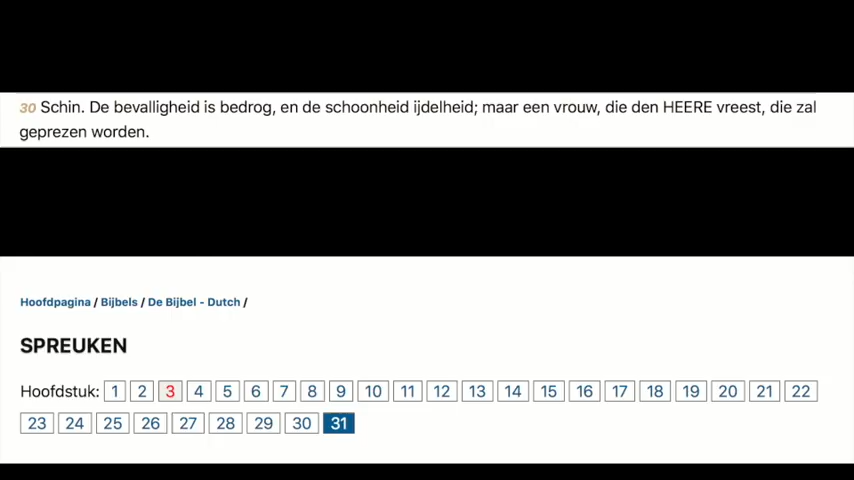 30 Schin. De bevalligheid is bedrog, en de schoonheid ijdelheid; maar een vrouw, die den HEERE vreest, die zal
geprezen worden.
Hoofdpagina / Bijbels / De Bijbel - Dutch /
SPREUKEN
Hoofdstuk: 1 2 3 4 5 6 7 8 9 10 11 12 13 14 15 16 17 18 19 20 21 22
23 24 25 26 27 28 29 30 31